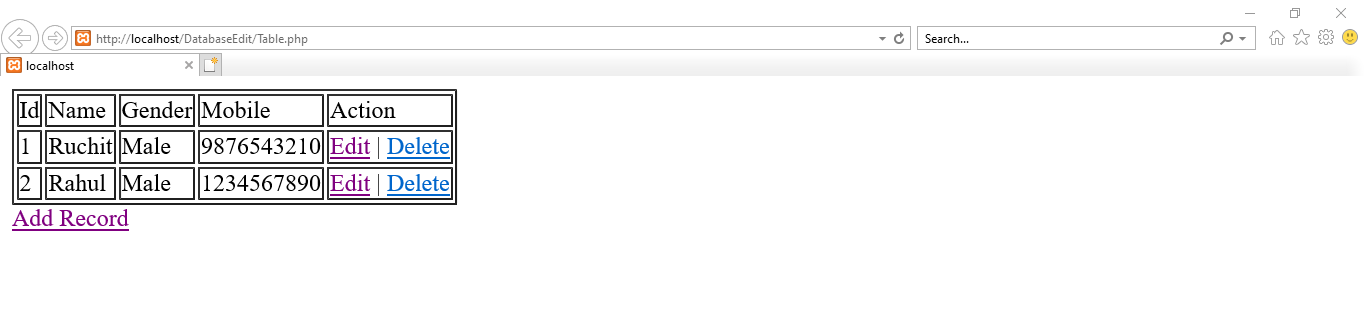 http://localhost/DatabaseEdit/Table.php Search...
localhost
Id Name Gender Mobile Action
1 Ruchit Male 9876543210 Edit | Delete
2 Rahul Male 1234567890 Edit | Delete
Add Record